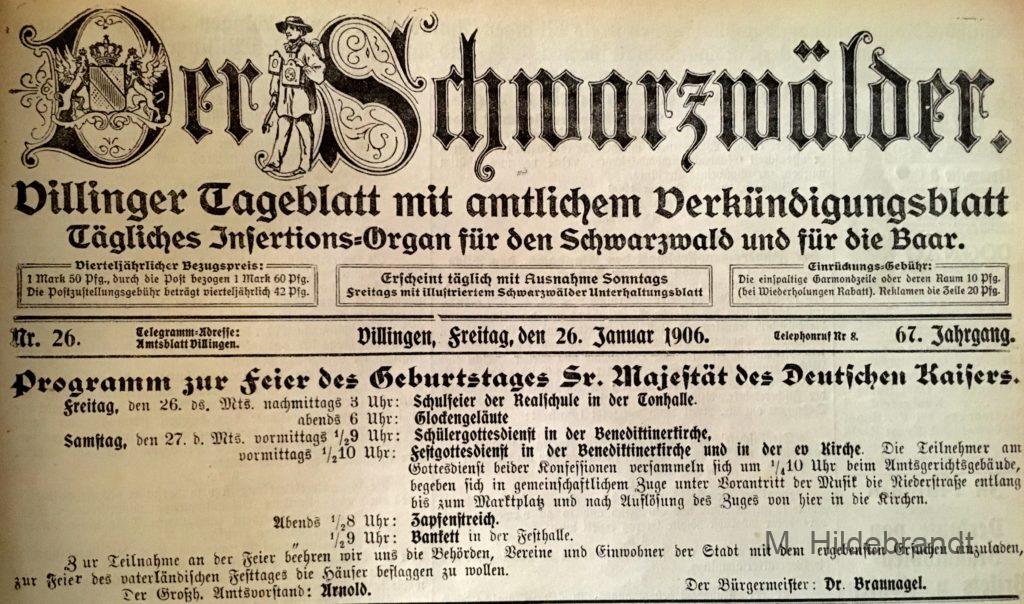 Der Schwarzwälder.
Villinger Tageblatt mit amtlichem Verkündigungsblatt
Tägliches Insertions-Organ für den Schwarzwald und für die Baar.
Vierteljährlicher Bezugspreis:
1 Mark 50 Pfg., durch die Post bezogen 1 Mark 60 Pfg.
Die Postzustellungsgebühr beträgt vierteljährlich 42 Pfg.
Erscheint täglich mit Ausnahme Sonntags
Freitags mit illustriertem Schwarzwälder Unterhaltungsblatt
Einrückungs-Gebühr:
Die einspaltige Garmondzeile oder deren Raum 10 Pfg.
(bei Wiederholungen Rabatt). Reklamen die Zeile 20 Pfg.
Nr. 26.
Telegramm-Adresse:
Amtsblatt Villingen.
Villingen, Freitag, den 26. Januar 1906.
Telephonruf Nr 8.
67. Jahrgang.
Programm zur Feier des Geburtstages Sr. Majestät des Deutschen Kaisers.
Freitag, den 26. ds. Mts. nachmittags 3 Uhr: Schulfeier der Realschule in der Tonhalle.
abends 6 Uhr: Glockengeläute
Samstag, den 27. d. Mts. vormittags 1/2 9 Uhr: Schülergottesdienst in der Benediktinerkirche,
vormittags 1/2 10 Uhr: Festgottesdienst in der Benediktinerkirche und in der ev Kirche. Die Teilnehmer am
Gottesdienst beider Konfessionen versammeln sich um 1/4 10 Uhr beim Amtsgerichtsgebäude,
begeben sich in gemeinschaftlichem Zuge unter Vorantritt der Musik die Niederstraße entlang
bis zum Marktplatz und nach Auflösung des Zuges von hier in die Kirchen.
Abends 1/2 8 Uhr: Zapfenstreich.
" 1/2 9 Uhr: Bankett in der Festhalle.
Zur Teilnahme an der Feier beehren wir uns die Behörden, Vereine und Einwohner der Stadt mit dem ergebensten Ersuchen einzuladen,
zur Feier des vaterländischen Festtages die Häuser beflaggen zu wollen.
Der Großh. Amtsvorstand: Arnold.
Der Bürgermeister: Dr. Braunagel.
M. Hildebrandt